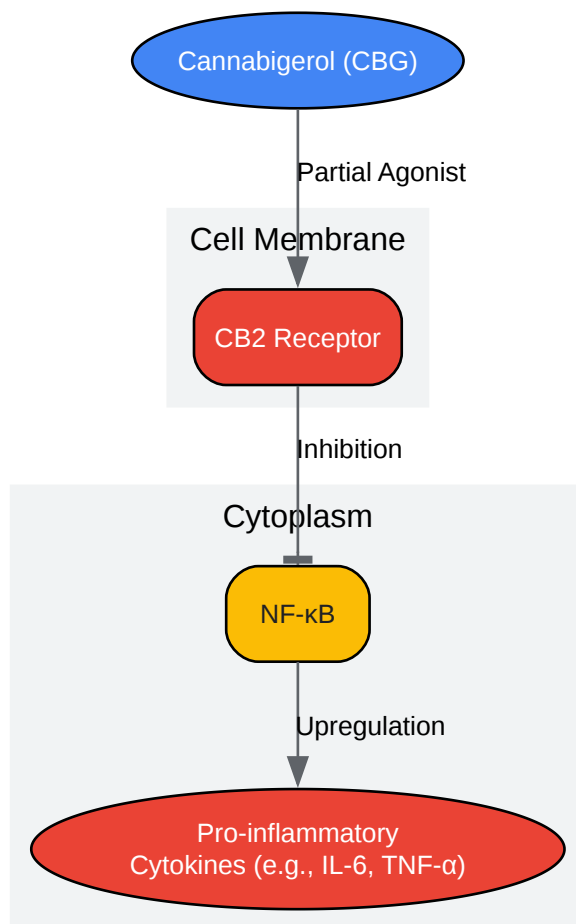 Cannabigerol (CBG)
Partial Agonist
Cell Membrane
CB2 Receptor
Inhibition
Cytoplasm
NF-κB
Upregulation
Pro-inflammatory
Cytokines (e.g., IL-6, TNF-α)